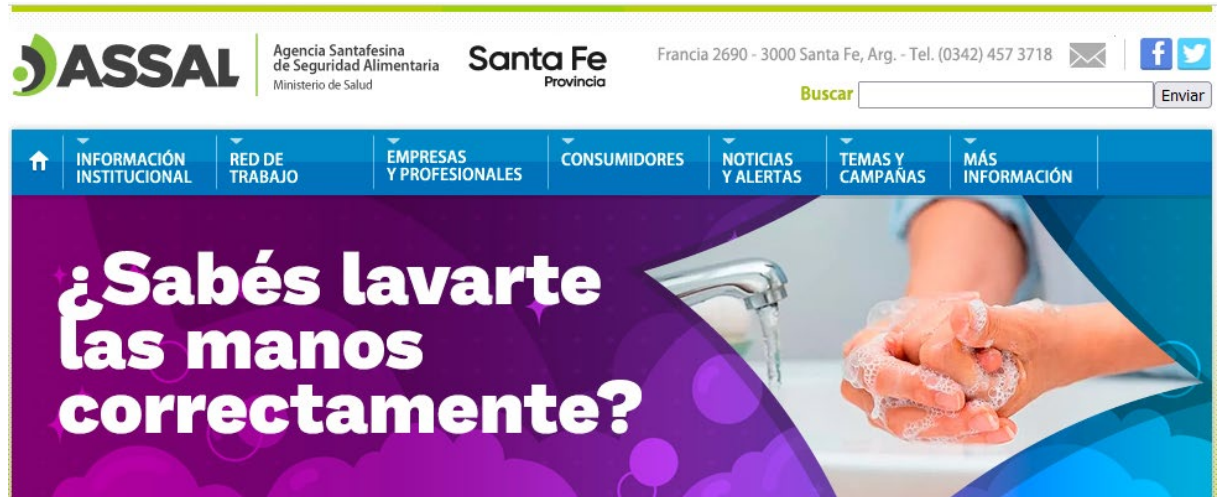 ASSAL
Agencia Santafesina
de Seguridad Alimentaria
Ministerio de Salud
Santa Fe
Provincia
Francia 2690 - 3000 Santa Fe, Arg. - Tel. (0342) 457 3718
Buscar
Enviar
INFORMACIÓN
INSTITUCIONAL
RED DE
TRABAJO
EMPRESAS
Y PROFESIONALES
CONSUMIDORES
NOTICIAS
Y ALERTAS
TEMAS Y
CAMPAÑAS
MÁS
INFORMACIÓN
¿Sabés lavarte
las manos
correctamente?